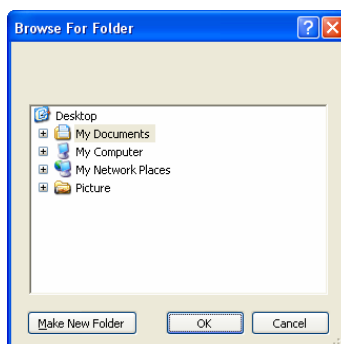 Browse For Folder
Desktop
My Documents
My Computer
My Network Places
Picture
Make New Folder
OK
Cancel